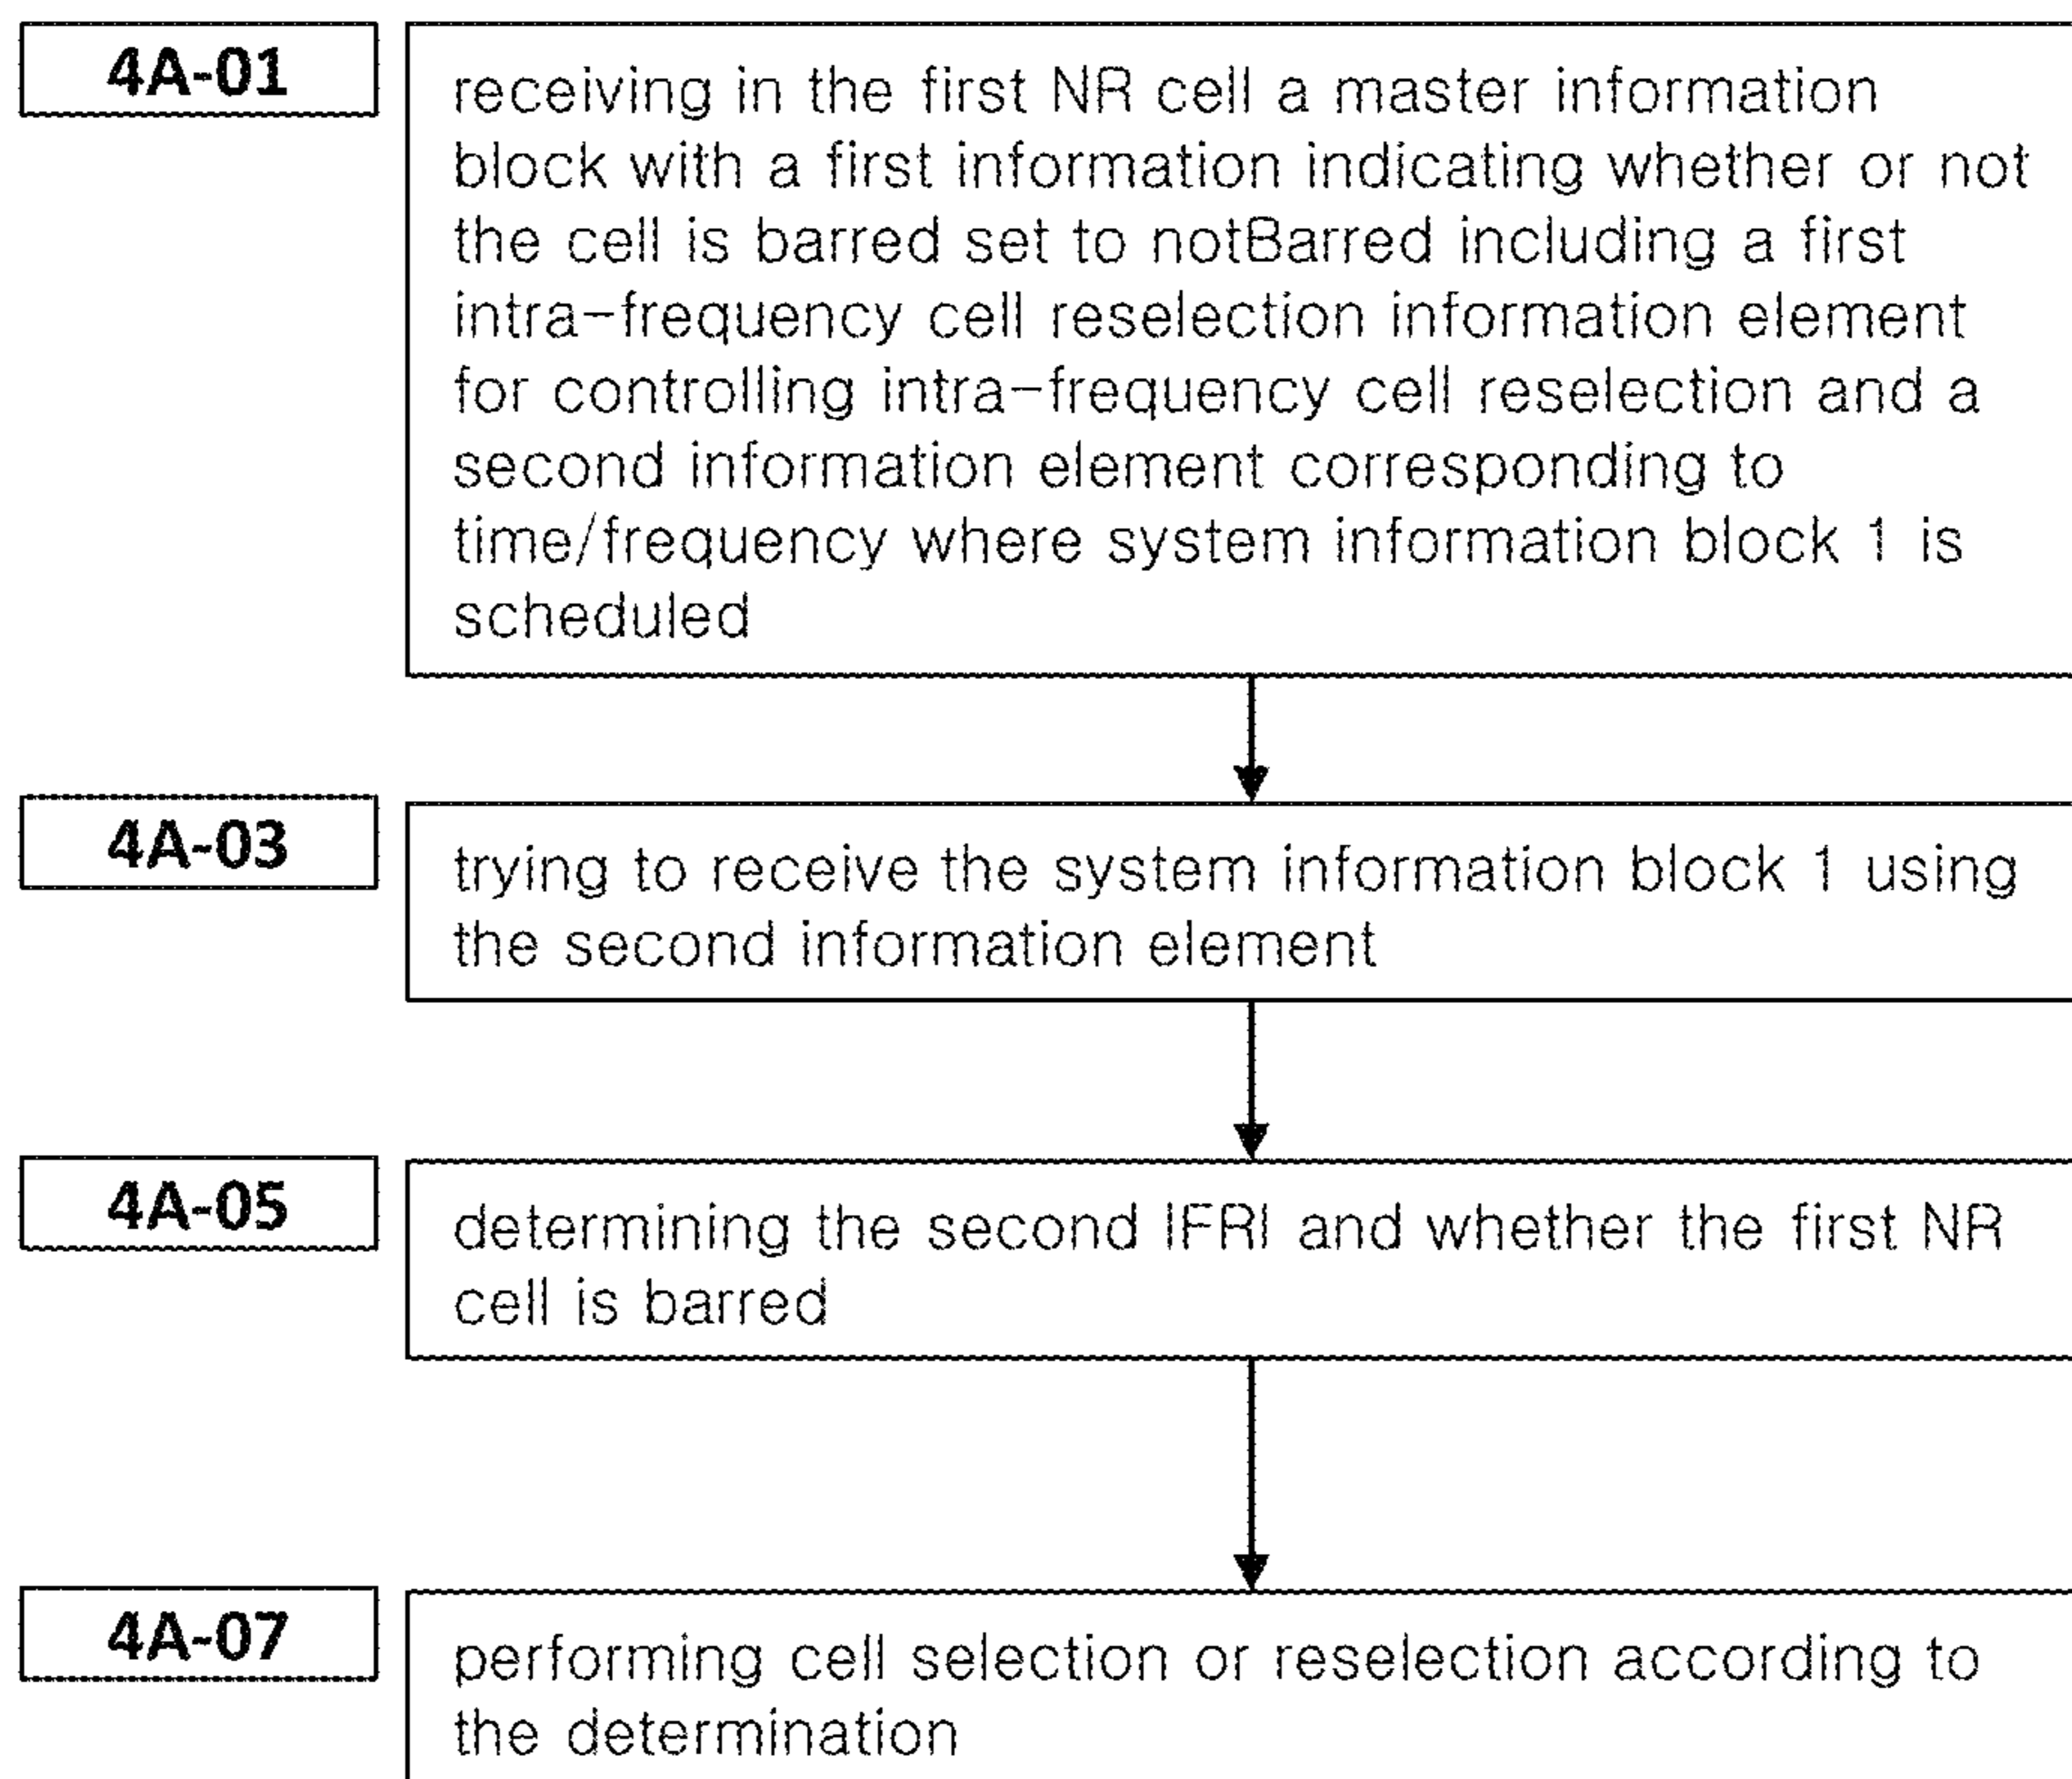 4A-01
receiving in the first NR cell a master information
block with a first information indicating whether or not
the cell is barred set to notBarred including a first
intra-frequency cell reselection information element
for controlling intra-frequency cell reselection and a
second information element corresponding to
time/frequency where system information block 1 is
scheduled
4A-03
trying to receive the system information block 1 using
the second information element
4A-05
determining the second IFRI and whether the first NR
cell is barred
4A-07
performing cell selection or reselection according to
the determination